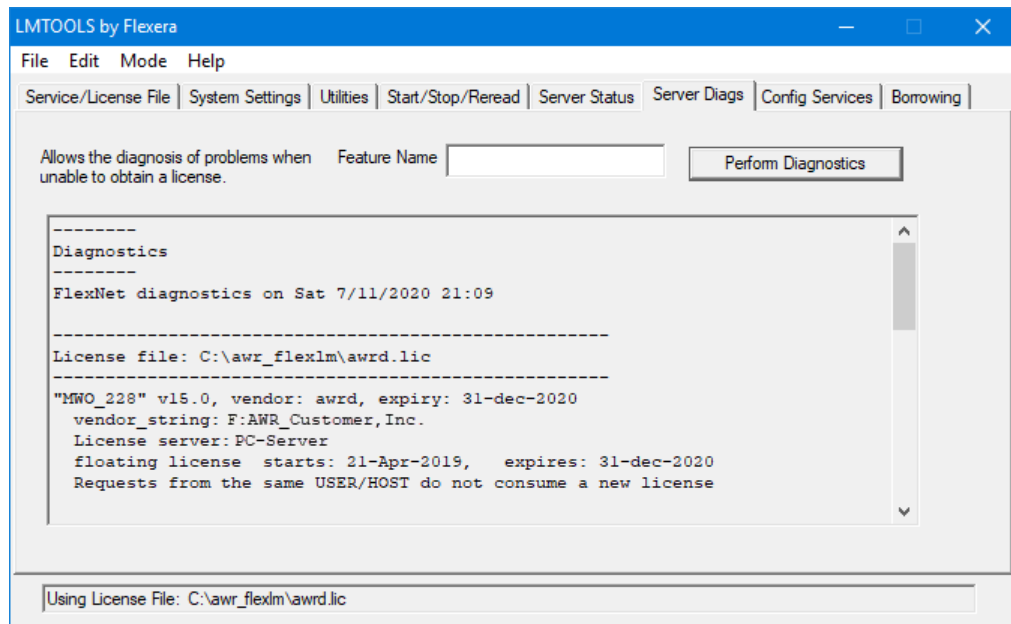 LMTOOLS by Flexera
File Edit Mode Help
Service/License File System Settings Utilities Start/Stop/Reread Server Status Server Diags Config Services Borrowing
Allows the diagnosis of problems when
unable to obtain a license.
Feature Name
Perform Diagnostics
--------
Diagnostics
--------
FlexNet diagnostics on Sat 7/11/2020 21:09
-----------------------------------------------------
License file: C:\awr_flexlm\awrd.lic
-----------------------------------------------------
"MWO_228" v15.0, vendor: awrd, expiry: 31-dec-2020
vendor_string: F:AWR_Customer,Inc.
License server: PC-Server
floating license starts: 21-Apr-2019, expires: 31-dec-2020
Requests from the same USER/HOST do not consume a new license
Using License File: C:\awr_flexlm\awrd.lic